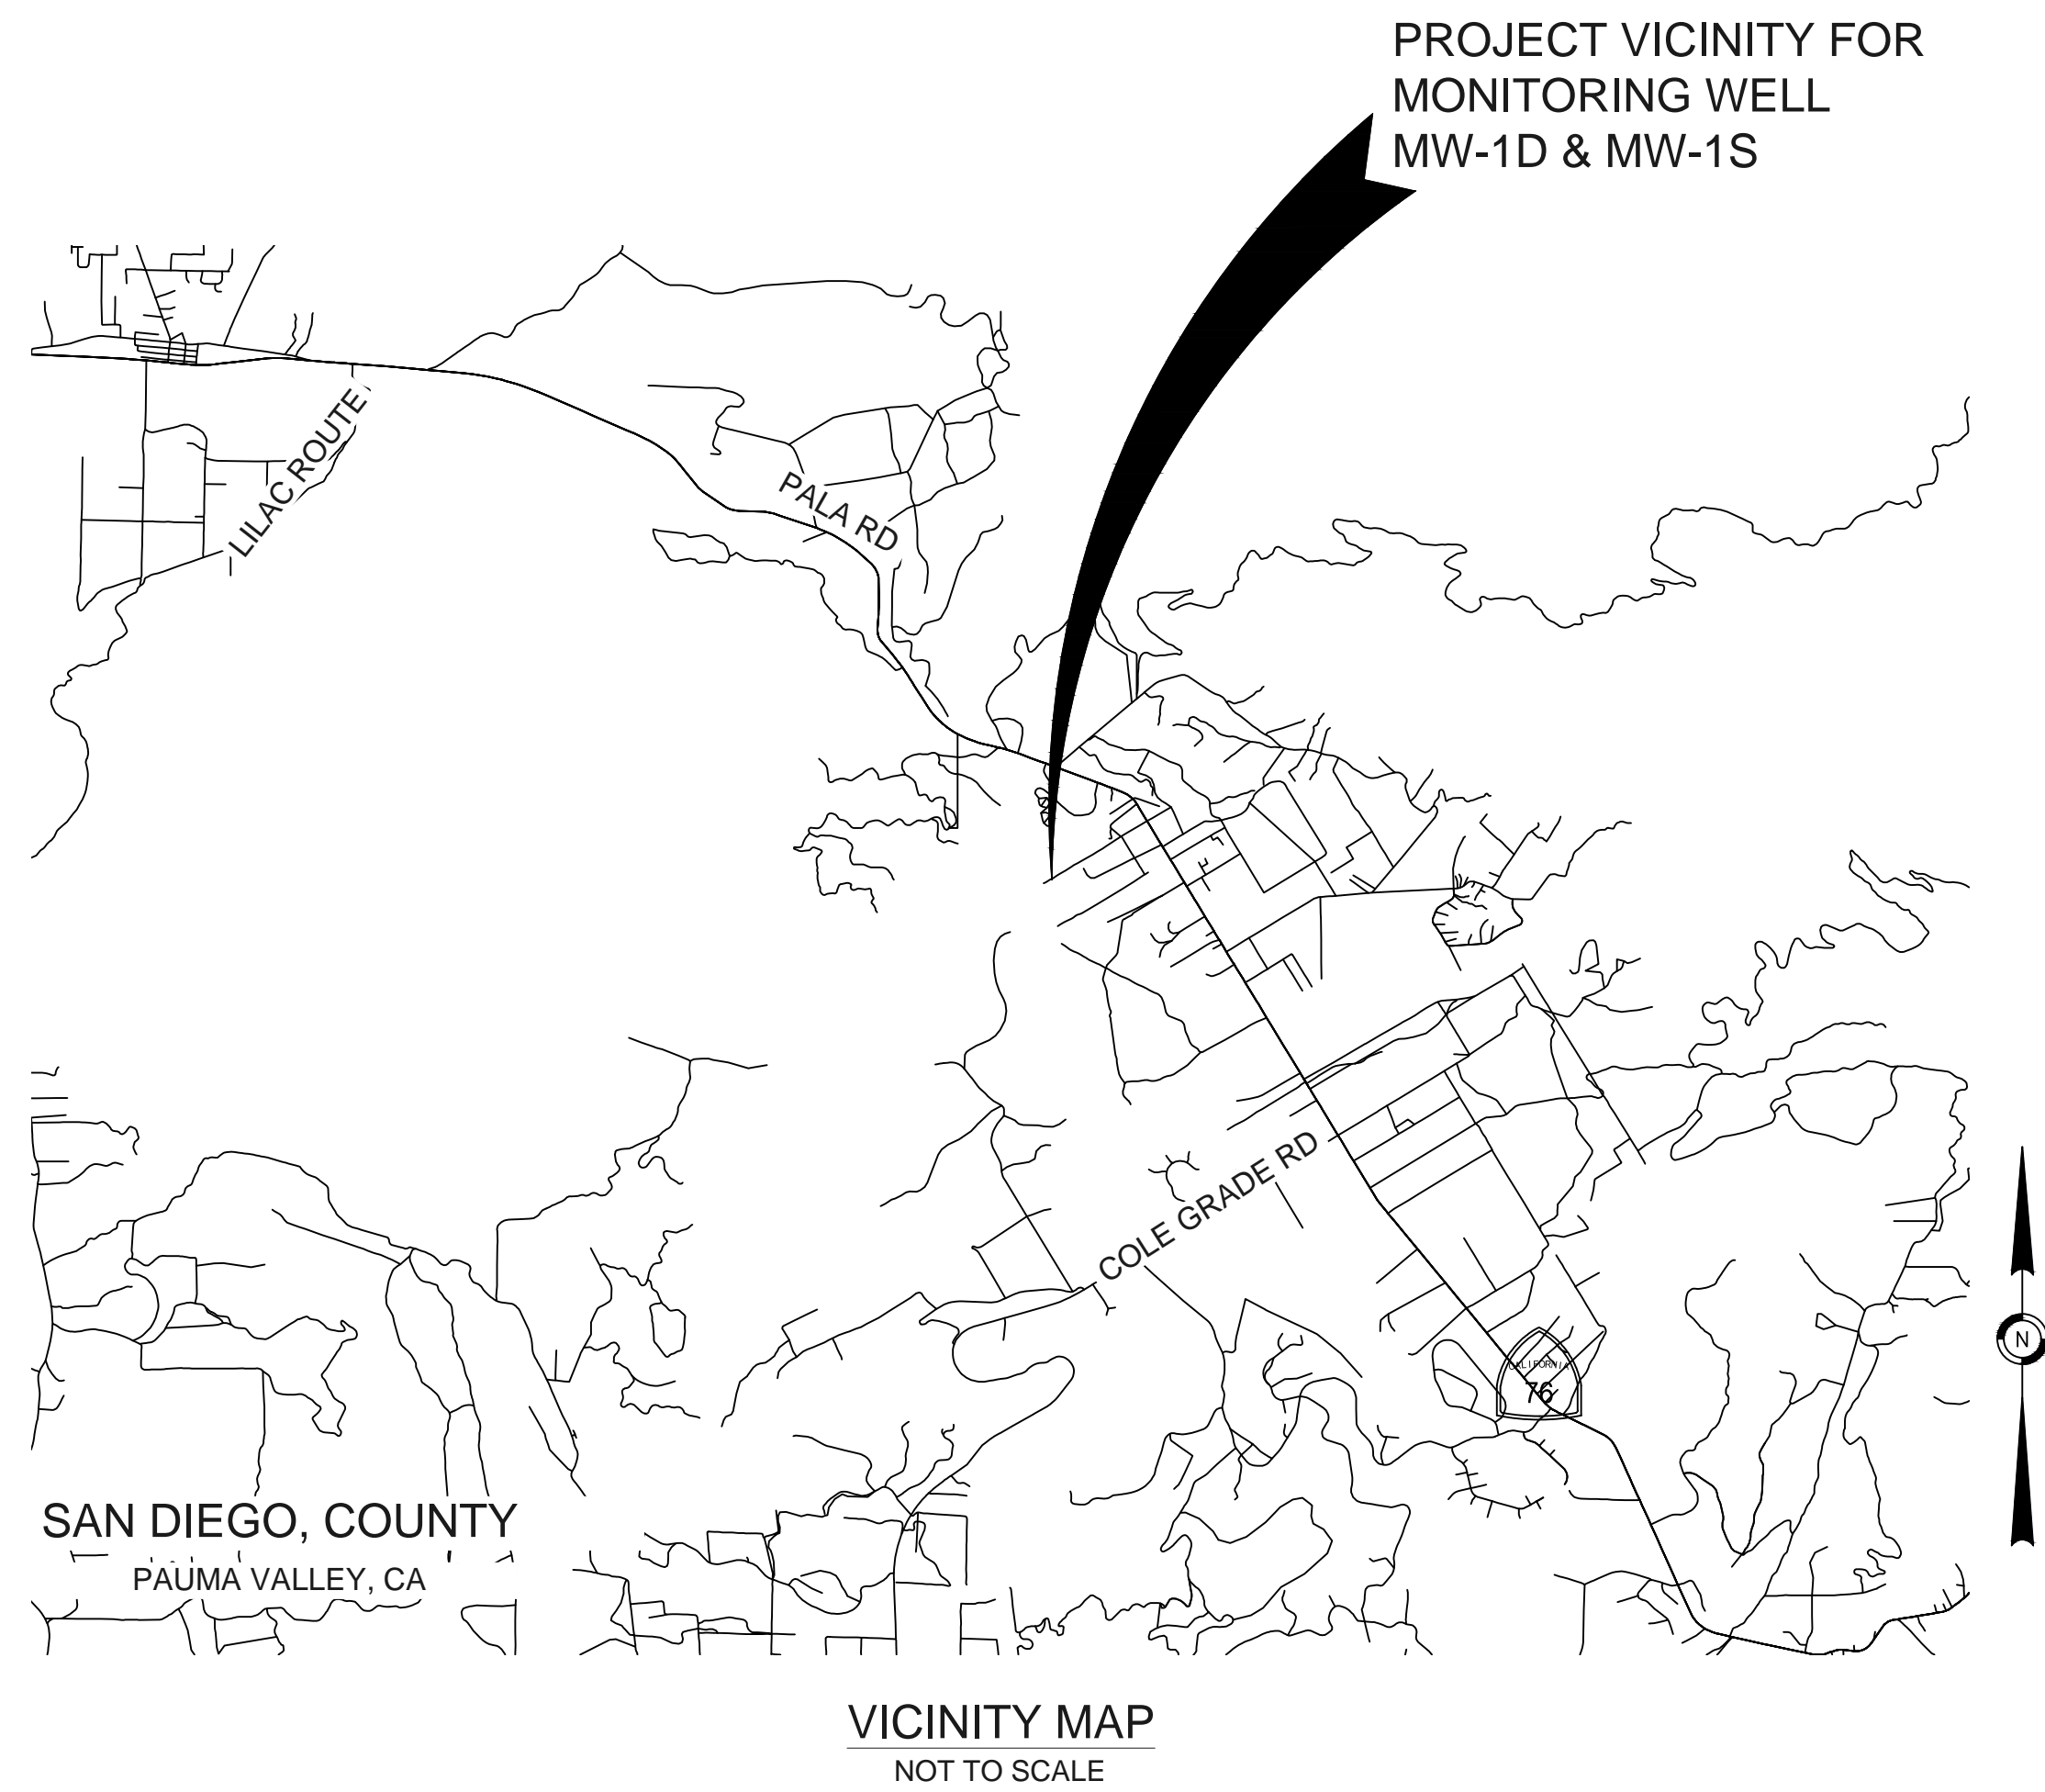 PROJECT VICINITY FOR
MONITORING WELL
MW-1D & MW-1S
LILAC ROUTE
PALA RD
COLE GRADE RD
CALIFORNIA
76
N
SAN DIEGO, COUNTY
PAUMA VALLEY, CA
VICINITY MAP
NOT TO SCALE